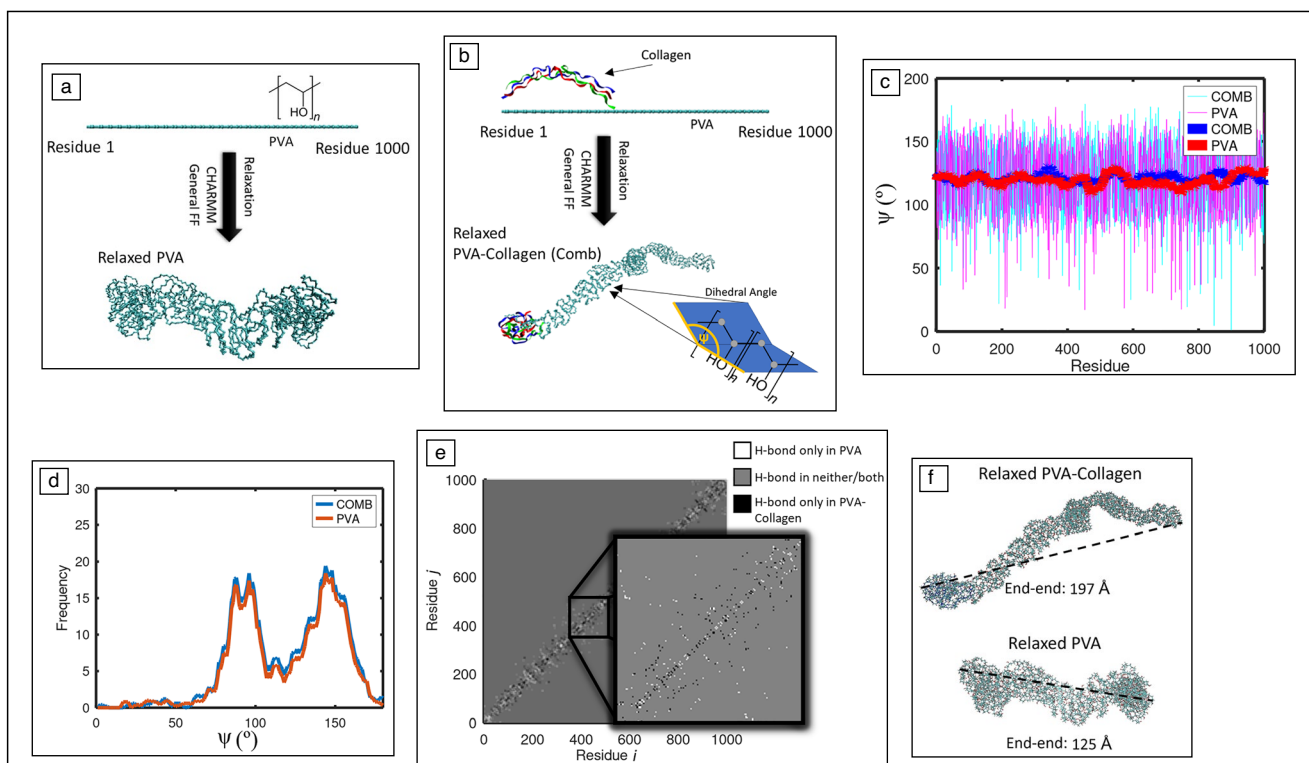 a
HO
n
PVA
Residue 1
Residue 1000
Relaxation
CHARMM
General FF
Relaxed PVA
b
Collagen
PVA
Residue 1
Residue 1000
Relaxation
CHARMM
General FF
Relaxed
PVA-Collagen (Comb)
Dihedral Angle
Ψ
HO
n
HO
n
c
200
150
100
50
0
ψ (º)
COMB
PVA
COMB
PVA
0
200
400
600
800
1000
Residue
d
30
25
20
15
10
5
0
Frequency
COMB
PVA
0
50
100
150
ψ (º)
e
H-bond only in PVA
H-bond in neither/both
H-bond only in PVA-
Collagen
1000
800
600
400
200
0
Residue j
0
200
400
600
800
1000
Residue i
f
Relaxed PVA-Collagen
End-end: 197 Å
Relaxed PVA
End-end: 125 Å